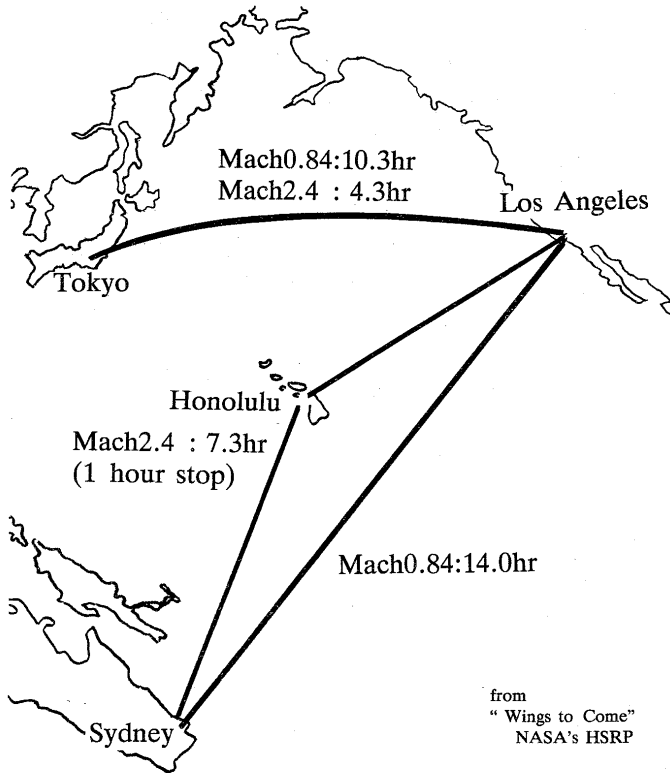 Mach0.84:10.3hr
Mach2.4 : 4.3hr
Los Angeles
Tokyo
Honolulu
Mach2.4 : 7.3hr
(1 hour stop)
Mach0.84:14.0hr
Sydney
from
“ Wings to Come”
NASA's HSRP